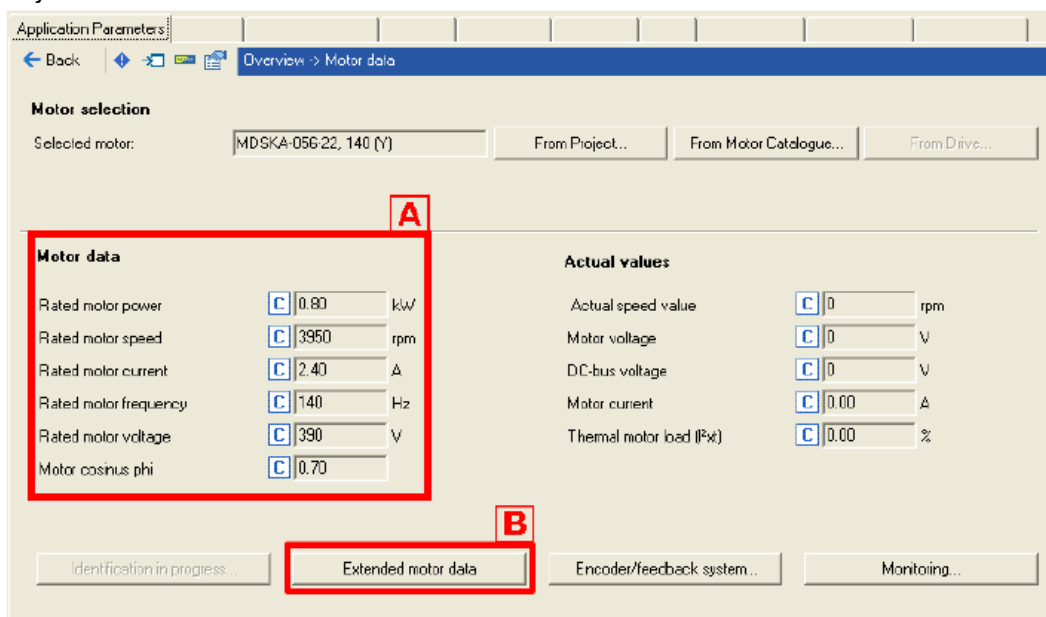 Application Parameters
Back Overview -> Motor data
Motor selection
Selected motor: MDSKA-056-22, 140 (Y) From Project... From Motor Catalogue... From Drive...
A
Motor data Actual values
Rated motor power C 0.80 kW Actual speed value C 0 rpm
Rated motor speed C 3950 rpm Motor voltage C 0 V
Rated motor current C 2.40 A DC-bus voltage C 0 V
Rated motor frequency C 140 Hz Motor current C 0.00 A
Rated motor voltage C 390 V Thermal motor load (I²xt) C 0.00 %
Motor cosinus phi C 0.70
B
Identification in progress... Extended motor data Encoder/feedback system... Monitoring...